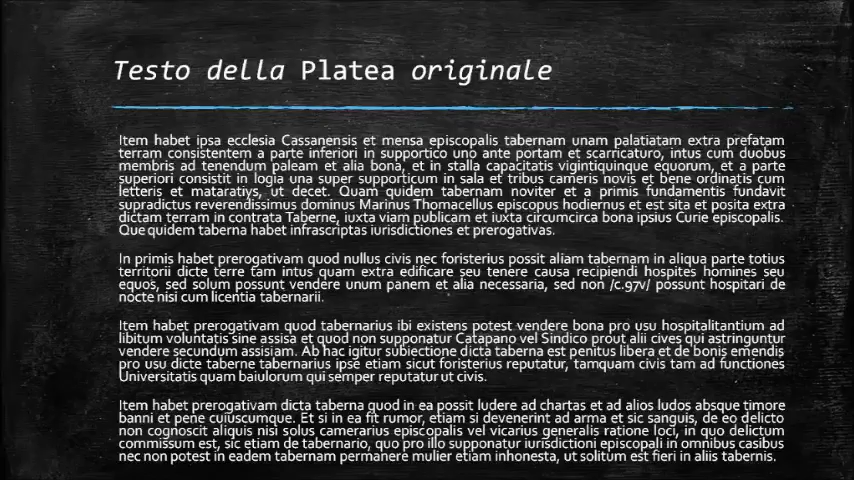 Testo della Platea originale
Item habet ipsa ecclesia Cassanensis et mensa episcopalis tabernam unam palatiatam extra prefatam
terram consistentem a parte inferiori in supportico uno ante portam et scarricaturo, intus cum duobus
membris ad tenendum paleam et alia bona, et in stalla capacitatis vigintiquinque equorum, et a parte
superiori consistit in logia una super supporticum sala et tribus cameris novis et bene ordinatis cum
letteris et mataratiys, ut decet. Quam quidem tabernam noviter et a primis fundamentis fundavit
supradictus reverendissimus dominus Marinus Thomacellus episcopus hodiernus et est sita et posita extra
dictam terram in contrata Taberne, iuxta viam publicam et iuxta circumcirca bona ipsius Curie episcopalis.
Que quidem taberna habet infrascriptas iurisdictiones et prerogativas.
In primis habet prerogativam quod nullus civis nec foristerius possit aliam tabernam in aliqua parte totius
territorii dicte terre tam intus quam extra edificare seu tenere causa recipiendi hospites homines seu
equos, sed solum possunt vendere unum panem et alia necessaria, sed non /c.97v/ possunt hospitari de
nocte nisi cum licentia tabernarii.
Item habet prerogativam quod tabernarius ibi existens potest vendere bona pro usu hospitalitantium ad
libitum voluntatis sine assisa et quod non supponatur Catapano vel Sindico prout alii cives qui astringuntur
vendere secundum assisiam. Ab hac igitur subiectione dicta taberna est penitus libera et de bonis emendis
pro usu dicte taberne tabernarius ipse etiam sicut foristerius reputatur, tamquam civis tam ad functiones
Universitatis quam baiulorum qui semper reputatur ut civis.
Item habet prerogativam dicta taberna quod in ea possit ludere ad chartas et ad alios ludos absque timore
banni et pene cuiuscumque. Et si in ea fit rumor, etiam si devenerint ad arma et sic sanguis, de eo delicto
non cognoscit aliquis nisi solus camerarius episcopalis vel vicarius generalis ratione loci, in quo delictum
commissum est, sic etiam de tabernario, quo pro illo supponatur iurisdictioni episcopali in omnibus casibus
nec non potest in eadem tabernam permanere mulier etiam inhonesta, ut solitum est fieri in aliis tabernis.